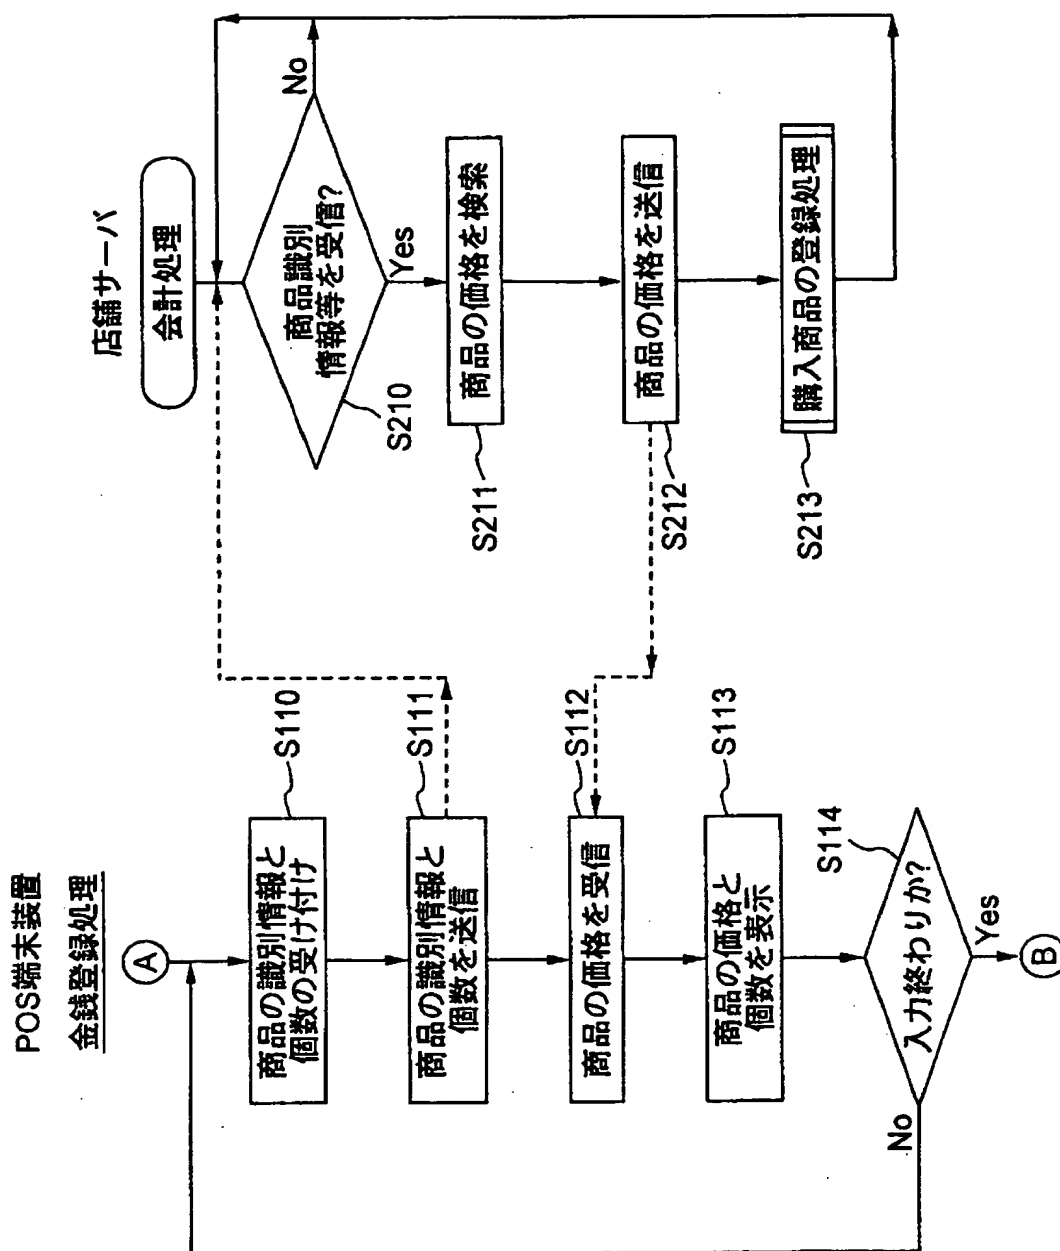 POS端末装置
金銭登録処理
A
商品の識別情報と
個数の受け付け
S110
商品の識別情報と
個数を送信
S111
商品の価格を受信
S112
商品の価格と
個数を表示
S113
入力終わりか?
S114
No
Yes
B
店舗サーバ
会計処理
商品識別
情報等を受信?
S210
No
Yes
商品の価格を検索
S211
商品の価格を送信
S212
購入商品の登録処理
S213